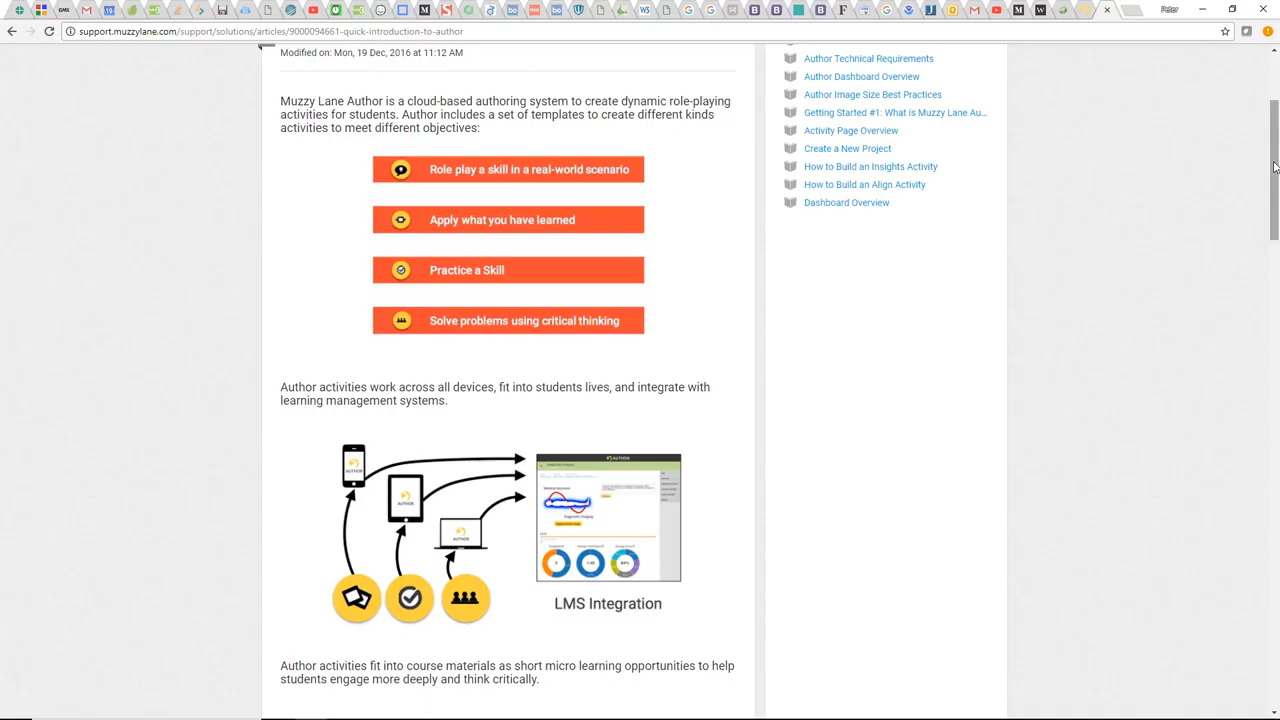 Peter
support.muzzylane.com/support/solutions/articles/9000094661-quick-introduction-to-author
Modified on: Mon, 19 Dec, 2016 at 11:12 AM
Muzzy Lane Author is a cloud-based authoring system to create dynamic role-playing
activities for students. Author includes a set of templates to create different kinds
activities to meet different objectives:
Role play a skill in a real-world scenario
Apply what you have learned
Practice a Skill
Solve problems using critical thinking
Author activities work across all devices, fit into students lives, and integrate with
learning management systems.
AUTHOR
AUTHOR
AUTHOR
AUTHOR
LMS Integration
Author activities fit into course materials as short micro learning opportunities to help
students engage more deeply and think critically.
Author Technical Requirements
Author Dashboard Overview
Author Image Size Best Practices
Getting Started #1: What is Muzzy Lane Au...
Activity Page Overview
Create a New Project
How to Build an Insights Activity
How to Build an Align Activity
Dashboard Overview